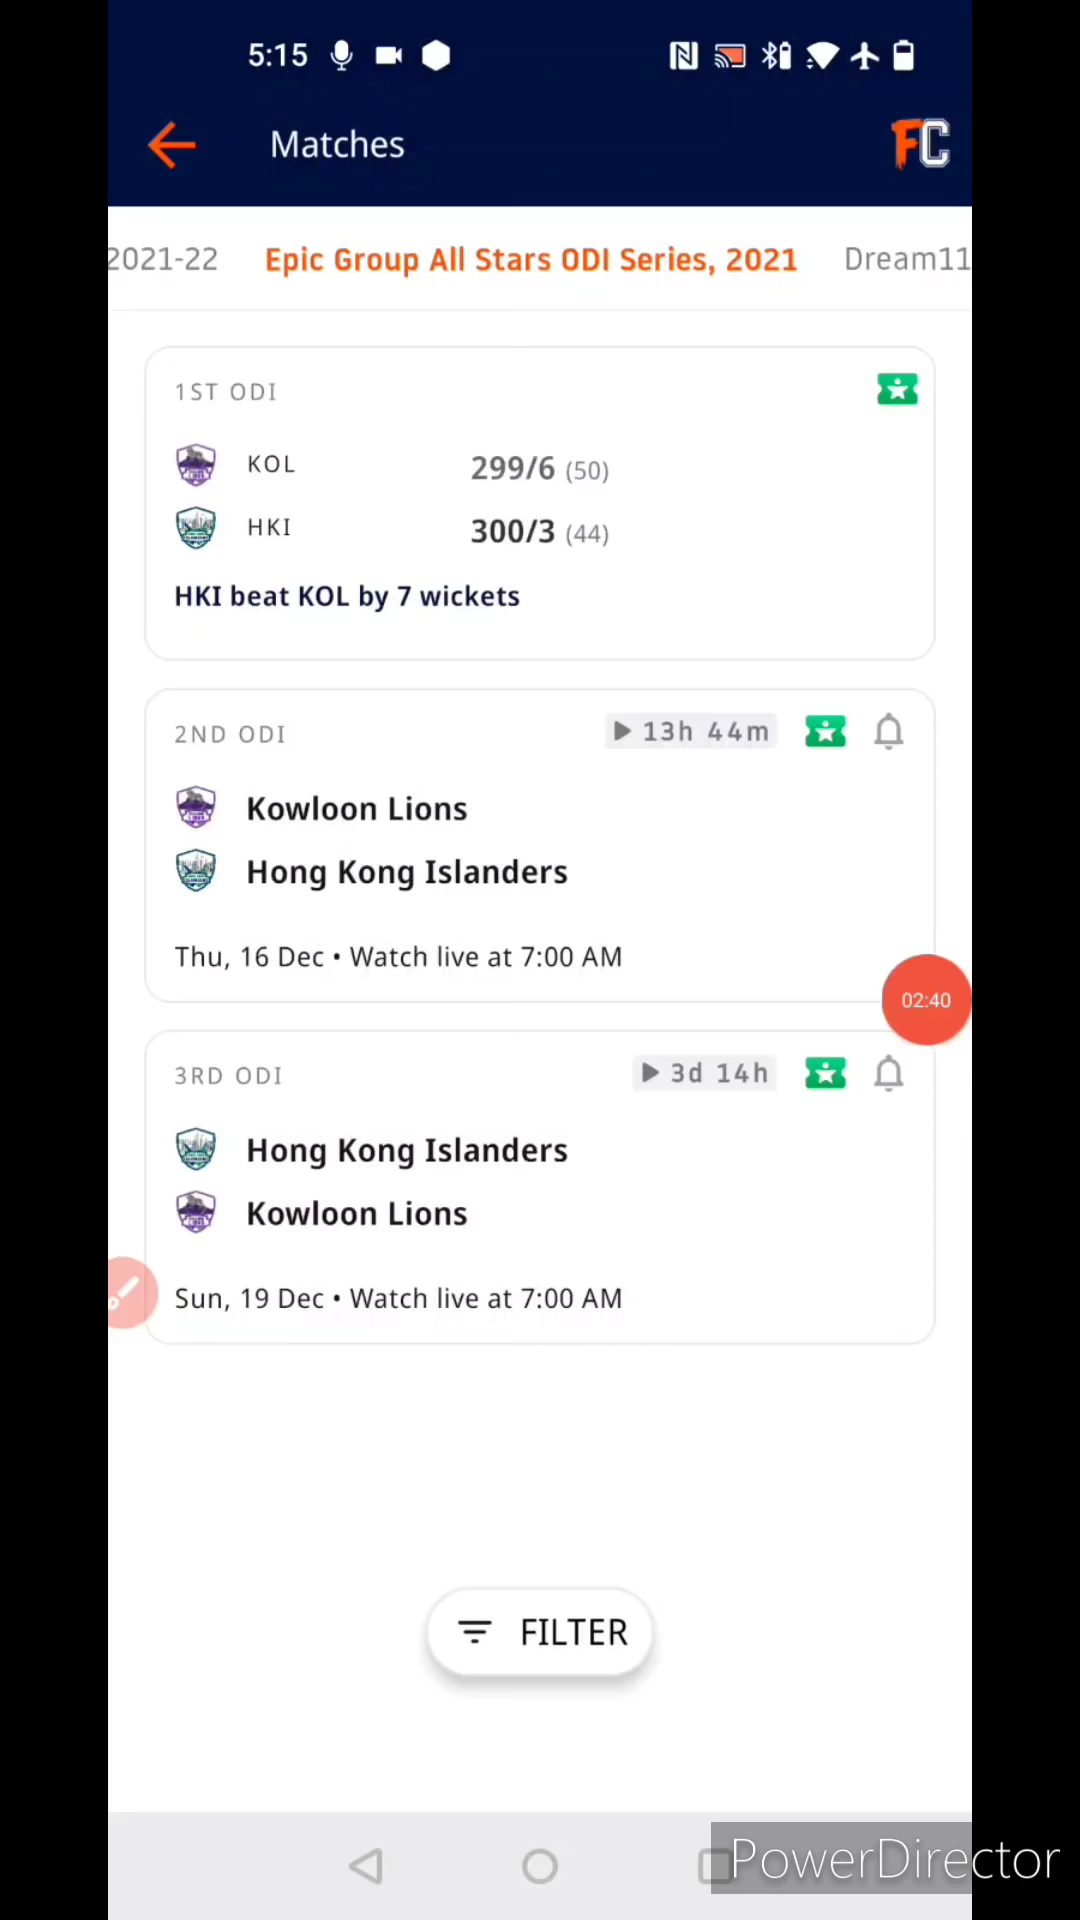 5:15
Matches
FC
2021-22 Epic Group All Stars ODI Series, 2021 Dream11
1ST ODI
KOL 299/6 (50)
HKI 300/3 (44)
HKI beat KOL by 7 wickets
2ND ODI 13h 44m
Kowloon Lions
Hong Kong Islanders
Thu, 16 Dec • Watch live at 7:00 AM
02:40
3RD ODI 3d 14h
Hong Kong Islanders
Kowloon Lions
Sun, 19 Dec • Watch live at 7:00 AM
FILTER
PowerDirector